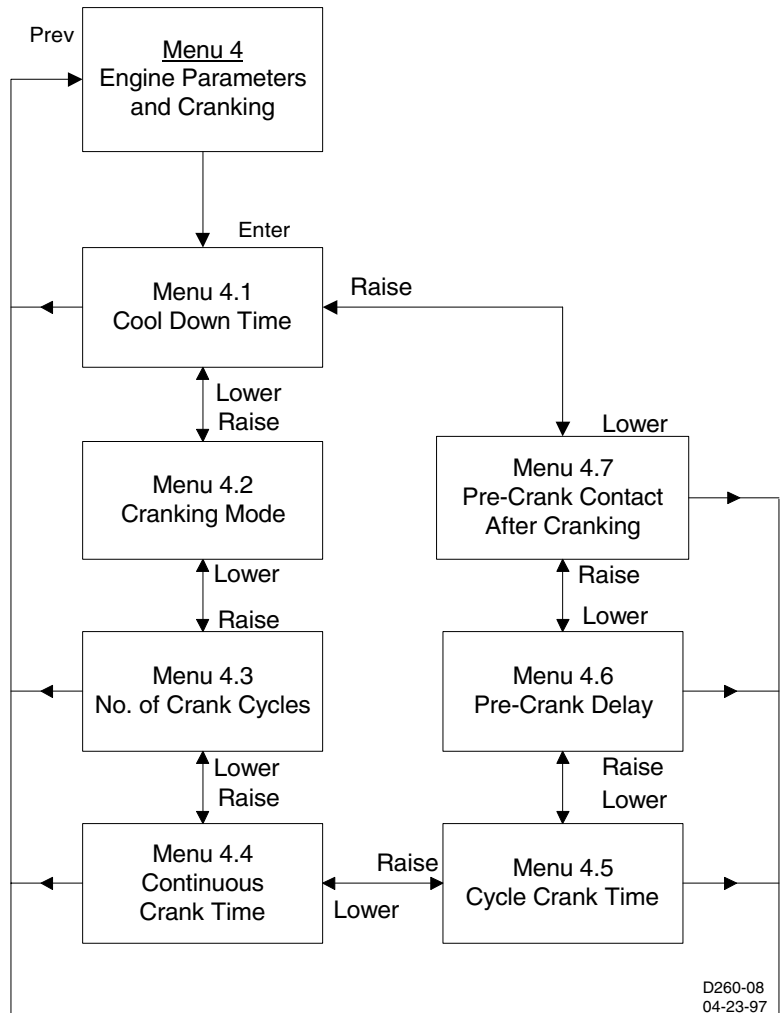 Prev
Menu 4
Engine Parameters
and Cranking
Enter
Menu 4.1
Cool Down Time
Raise
Lower
Raise
Menu 4.2
Cranking Mode
Lower
Menu 4.7
Pre-Crank Contact
After Cranking
Lower
Raise
Raise
Lower
Menu 4.3
No. of Crank Cycles
Menu 4.6
Pre-Crank Delay
Lower
Raise
Raise
Lower
Menu 4.4
Continuous
Crank Time
Raise
Lower
Menu 4.5
Cycle Crank Time
D260-08
04-23-97